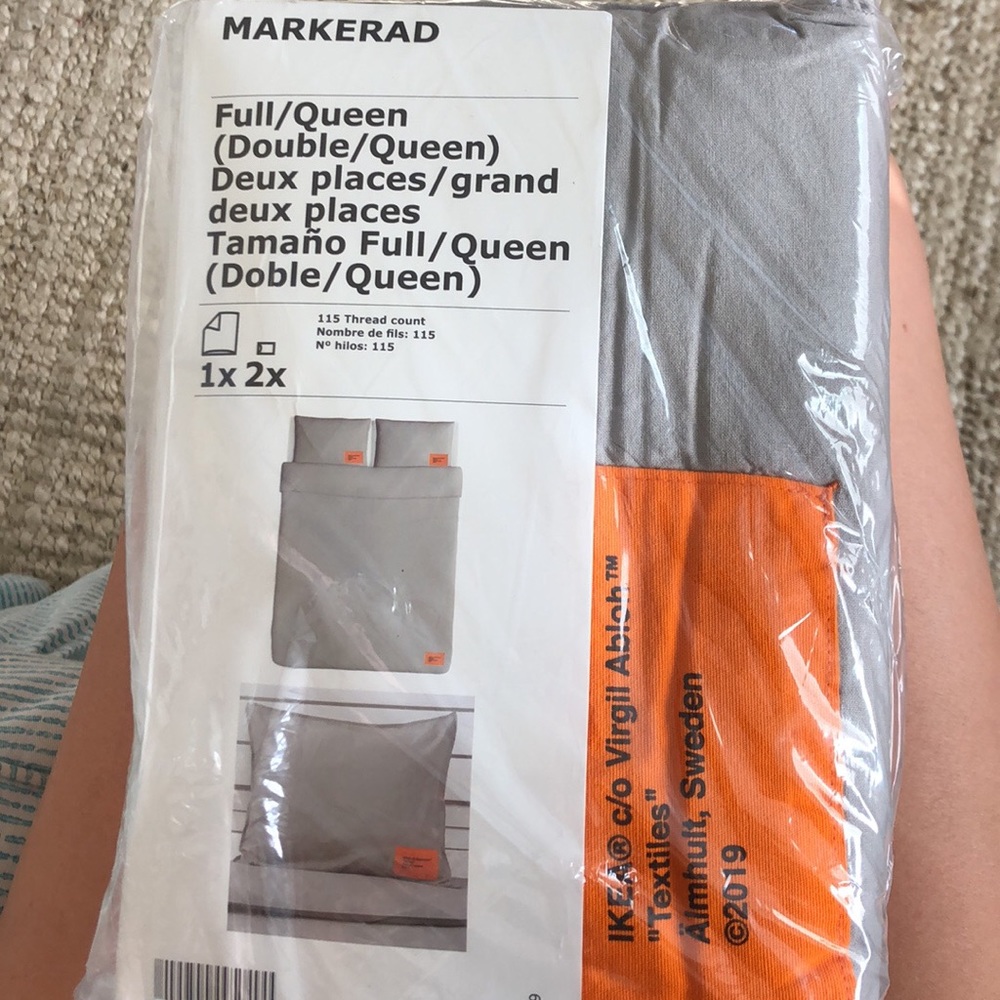 MARKERAD
Full/Queen
(Double/Queen)
Deux places/grand
deux places
Tamaño Full/Queen
(Doble/Queen)
115 Thread count
Nombre de fils: 115
Nº hilos: 115
1x 2x
IKEA® c/o Virgil Abloh™
"Textiles"
Älmhult, Sweden
©2019